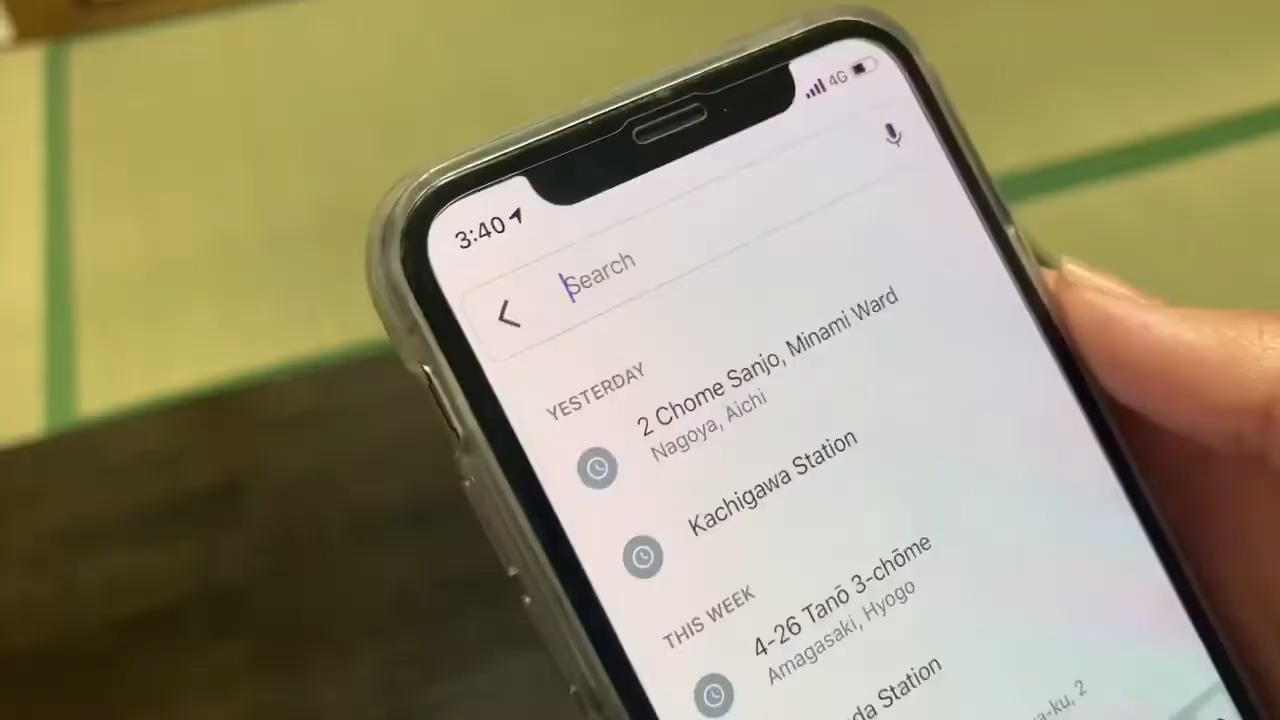 3:40
4G
Search
YESTERDAY
2 Chome Sanjo, Minami Ward
Nagoya, Aichi
Kachigawa Station
THIS WEEK
4-26 Tanō 3-chōme
Amagasaki, Hyogo
Station
2